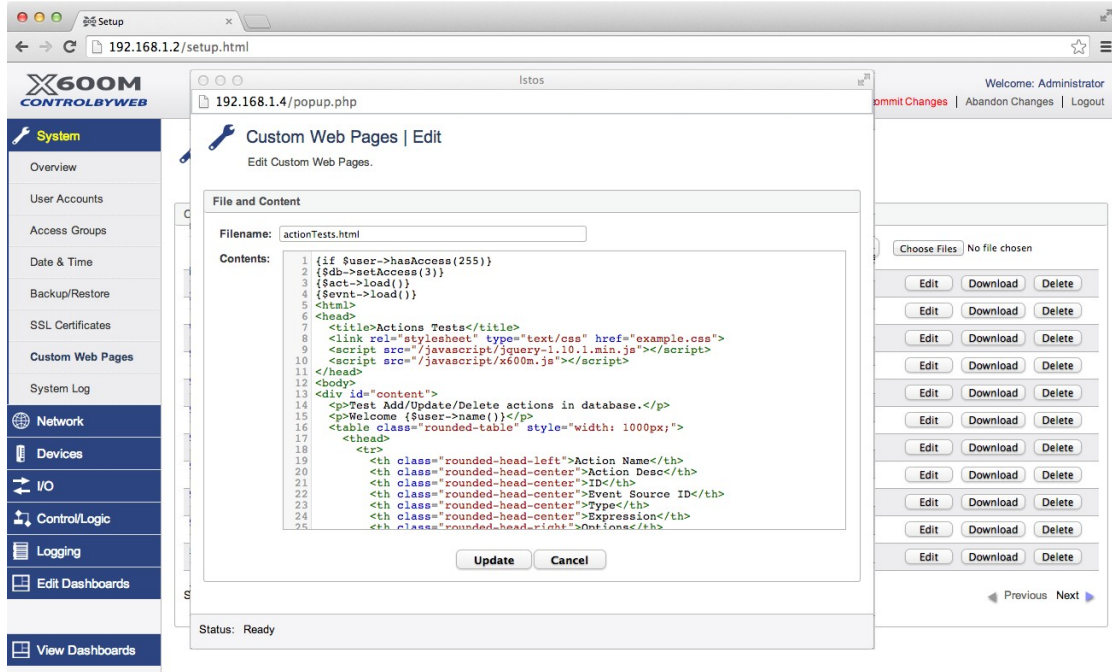 Setup
192.168.1.2/setup.html
X600M
CONTROLBYWEB
Welcome: Administrator
ommit Changes | Abandon Changes | Logout
System
Overview
User Accounts
Access Groups
Date & Time
Backup/Restore
SSL Certificates
Custom Web Pages
System Log
Network
Devices
I/O
Control/Logic
Logging
Edit Dashboards
View Dashboards
Istos
192.168.1.4/popup.php
Custom Web Pages | Edit
Edit Custom Web Pages.
File and Content
Filename: actionTests.html
Contents:
1 {if $user->hasAccess(255)}
2 {$db->setAccess(3)}
3 {$act->load()}
4 {$evnt->load()}
5 <html>
6 <head>
7 <title>Actions Tests</title>
8 <link rel="stylesheet" type="text/css" href="example.css">
9 <script src="/javascript/jquery-1.10.1.min.js"></script>
10 <script src="/javascript/x600m.js"></script>
11 </head>
12 <body>
13 <div id="content">
14 <p>Test Add/Update/Delete actions in database.</p>
15 <p>Welcome {$user->name()}</p>
16 <table class="rounded-table" style="width: 1000px;">
17 <thead>
18 <tr>
19 <th class="rounded-head-left">Action Name</th>
20 <th class="rounded-head-center">Action Desc</th>
21 <th class="rounded-head-center">ID</th>
22 <th class="rounded-head-center">Event Source ID</th>
23 <th class="rounded-head-center">Type</th>
24 <th class="rounded-head-center">Expression</th>
25 <th class="rounded-head-right">Options</th>
Update Cancel
Status: Ready
Choose Files No file chosen
Edit Download Delete
Edit Download Delete
Edit Download Delete
Edit Download Delete
Edit Download Delete
Edit Download Delete
Edit Download Delete
Edit Download Delete
Edit Download Delete
Edit Download Delete
Edit Download Delete
Previous Next